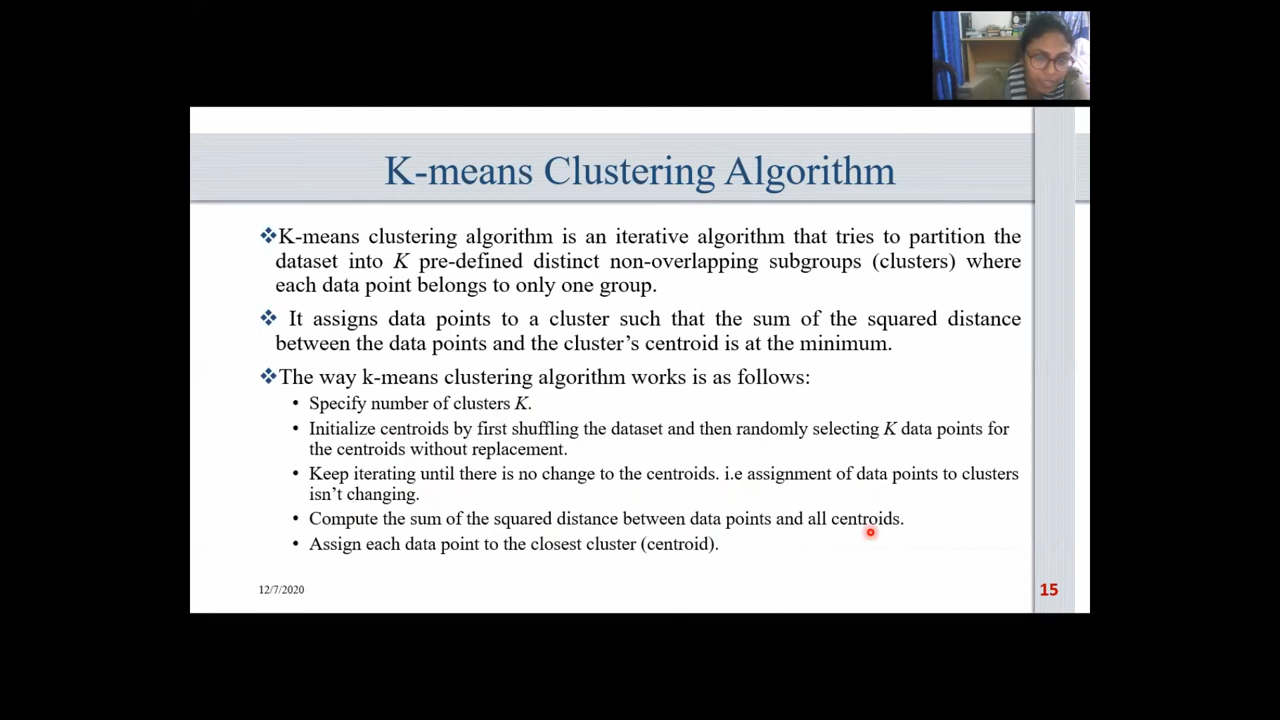 K-means Clustering Algorithm
❖K-means clustering algorithm is an iterative algorithm that tries to partition the
dataset into K pre-defined distinct non-overlapping subgroups (clusters) where
each data point belongs to only one group.
❖ It assigns data points to a cluster such that the sum of the squared distance
between the data points and the cluster’s centroid is at the minimum.
❖The way k-means clustering algorithm works is as follows:
• Specify number of clusters K.
• Initialize centroids by first shuffling the dataset and then randomly selecting K data points for
the centroids without replacement.
• Keep iterating until there is no change to the centroids. i.e assignment of data points to clusters
isn’t changing.
• Compute the sum of the squared distance between data points and all centroids.
• Assign each data point to the closest cluster (centroid).
12/7/2020
15